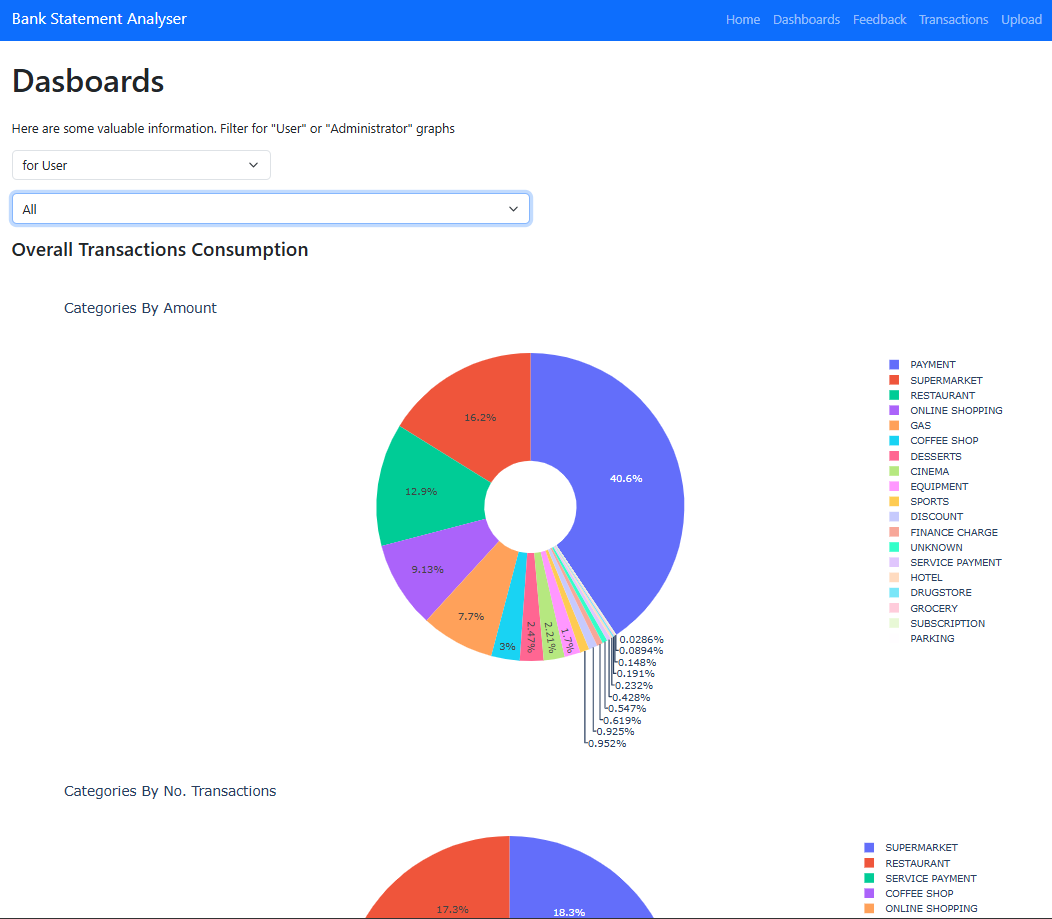 Bank Statement Analyser Home Dashboards Feedback Transactions Upload
Dasboards
Here are some valuable information. Filter for "User" or "Administrator" graphs
for User
All
Overall Transactions Consumption
Categories By Amount
40.6%
16.2%
12.9%
9.13%
7.7%
3%
2.47%
2.21%
1.7%
0.0286%
0.0894%
0.148%
0.191%
0.232%
0.428%
0.547%
0.619%
0.925%
0.952%
PAYMENT
SUPERMARKET
RESTAURANT
ONLINE SHOPPING
GAS
COFFEE SHOP
DESSERTS
CINEMA
EQUIPMENT
SPORTS
DISCOUNT
FINANCE CHARGE
UNKNOWN
SERVICE PAYMENT
HOTEL
DRUGSTORE
GROCERY
SUBSCRIPTION
PARKING
Categories By No. Transactions
17.3%
18.3%
SUPERMARKET
RESTAURANT
SERVICE PAYMENT
COFFEE SHOP
ONLINE SHOPPING